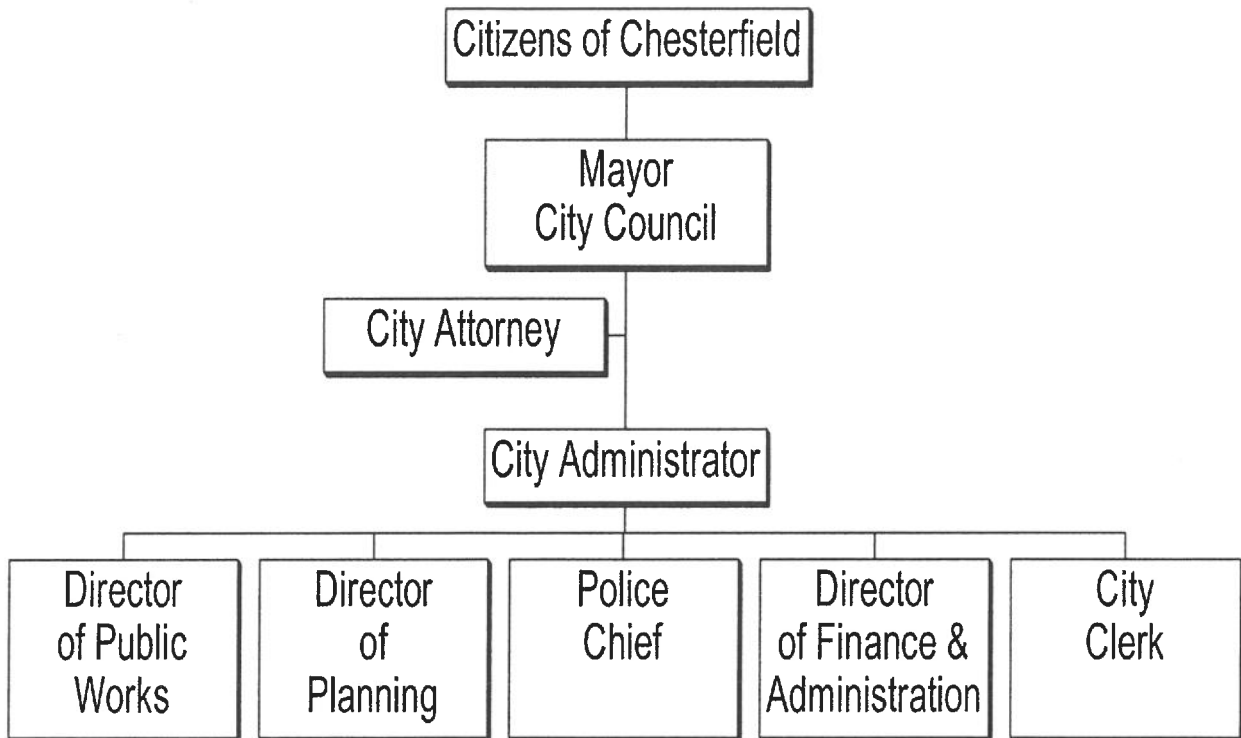 Citizens of Chesterfield
Mayor
City Council
City Attorney
City Administrator
Director
of Public
Works
Director
of
Planning
Police
Chief
Director
of Finance &
Administration
City
Clerk